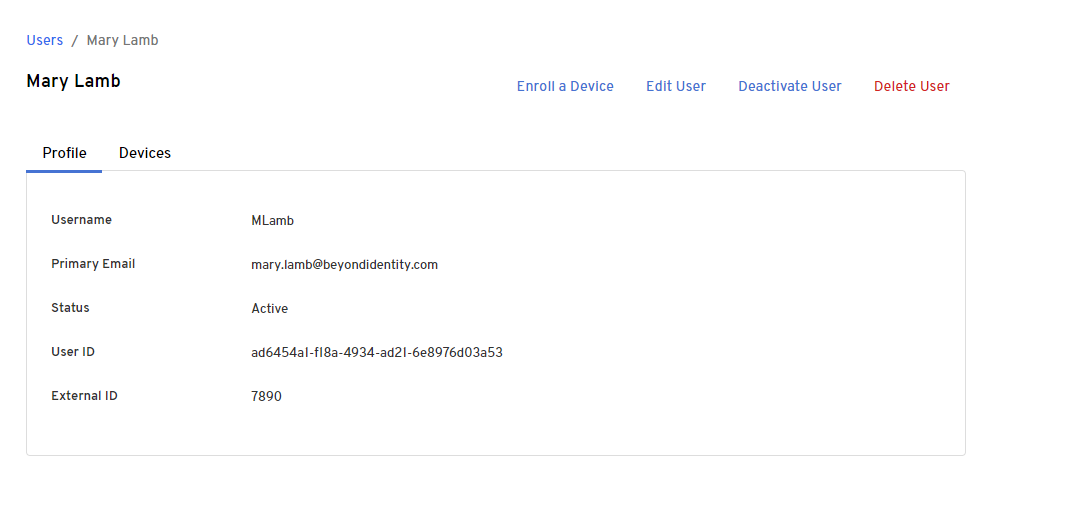 Users / Mary Lamb
Mary Lamb
Enroll a Device Edit User Deactivate User Delete User
Profile Devices
Username MLamb
Primary Email mary.lamb@beyondidentity.com
Status Active
User ID ad6454a1-f18a-4934-ad21-6e8976d03a53
External ID 7890